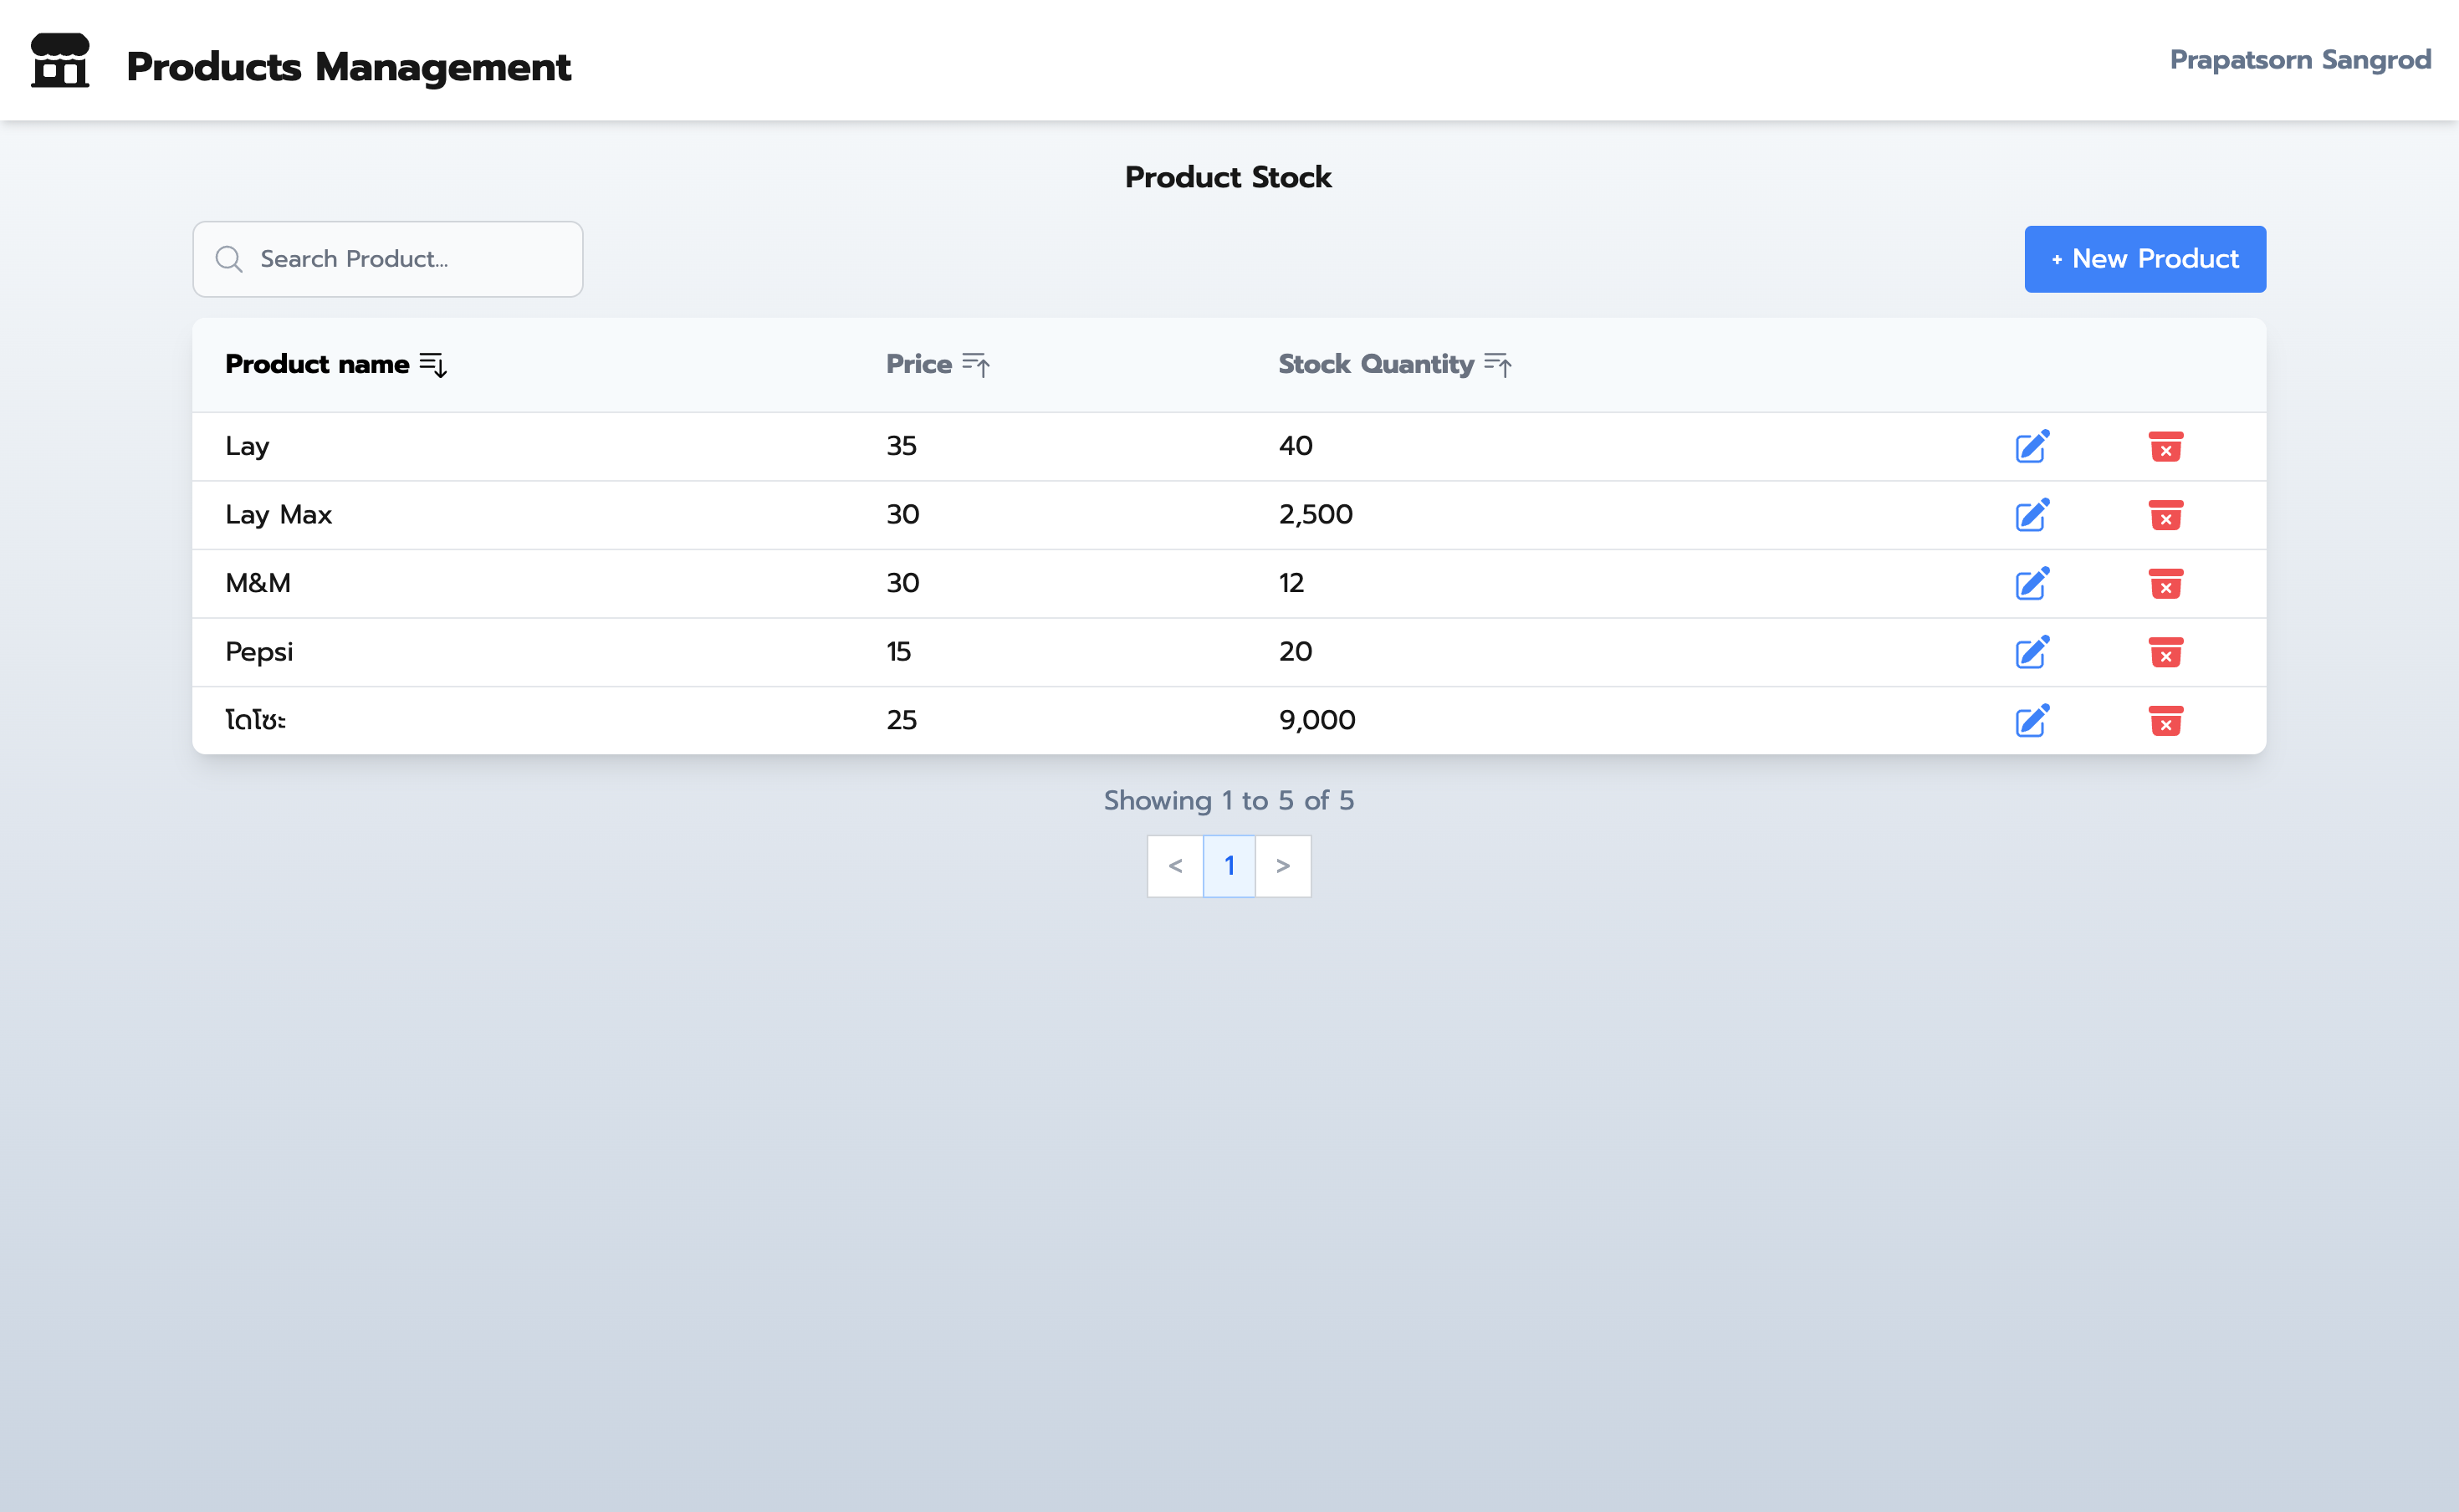 Products Management
Prapatsorn Sangrod
Product Stock
Search Product...
+ New Product
Product name Price Stock Quantity
Lay 35 40
Lay Max 30 2,500
M&M 30 12
Pepsi 15 20
โดโซะ 25 9,000
Showing 1 to 5 of 5
< 1 >